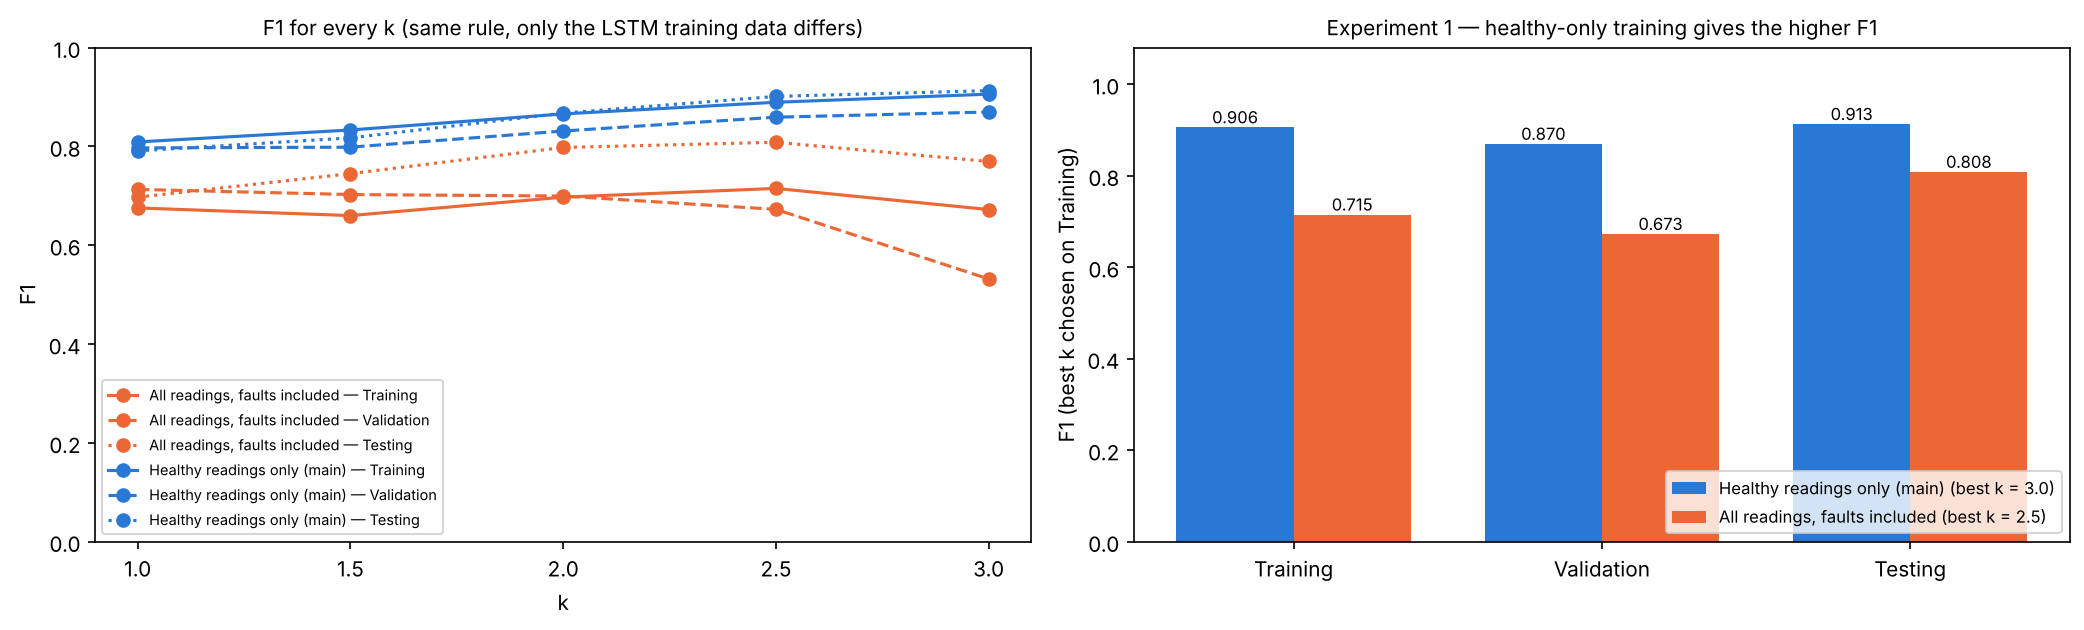 F1 for every k (same rule, only the LSTM training data differs)
F1
1.0
0.8
0.6
0.4
0.2
0.0
All readings, faults included — Training
All readings, faults included — Validation
All readings, faults included — Testing
Healthy readings only (main) — Training
Healthy readings only (main) — Validation
Healthy readings only (main) — Testing
1.0 1.5 2.0 2.5 3.0
k
Experiment 1 — healthy-only training gives the higher F1
F1 (best k chosen on Training)
1.0
0.8
0.6
0.4
0.2
0.0
0.906 0.715 0.870 0.673 0.913 0.808
Healthy readings only (main) (best k = 3.0)
All readings, faults included (best k = 2.5)
Training Validation Testing